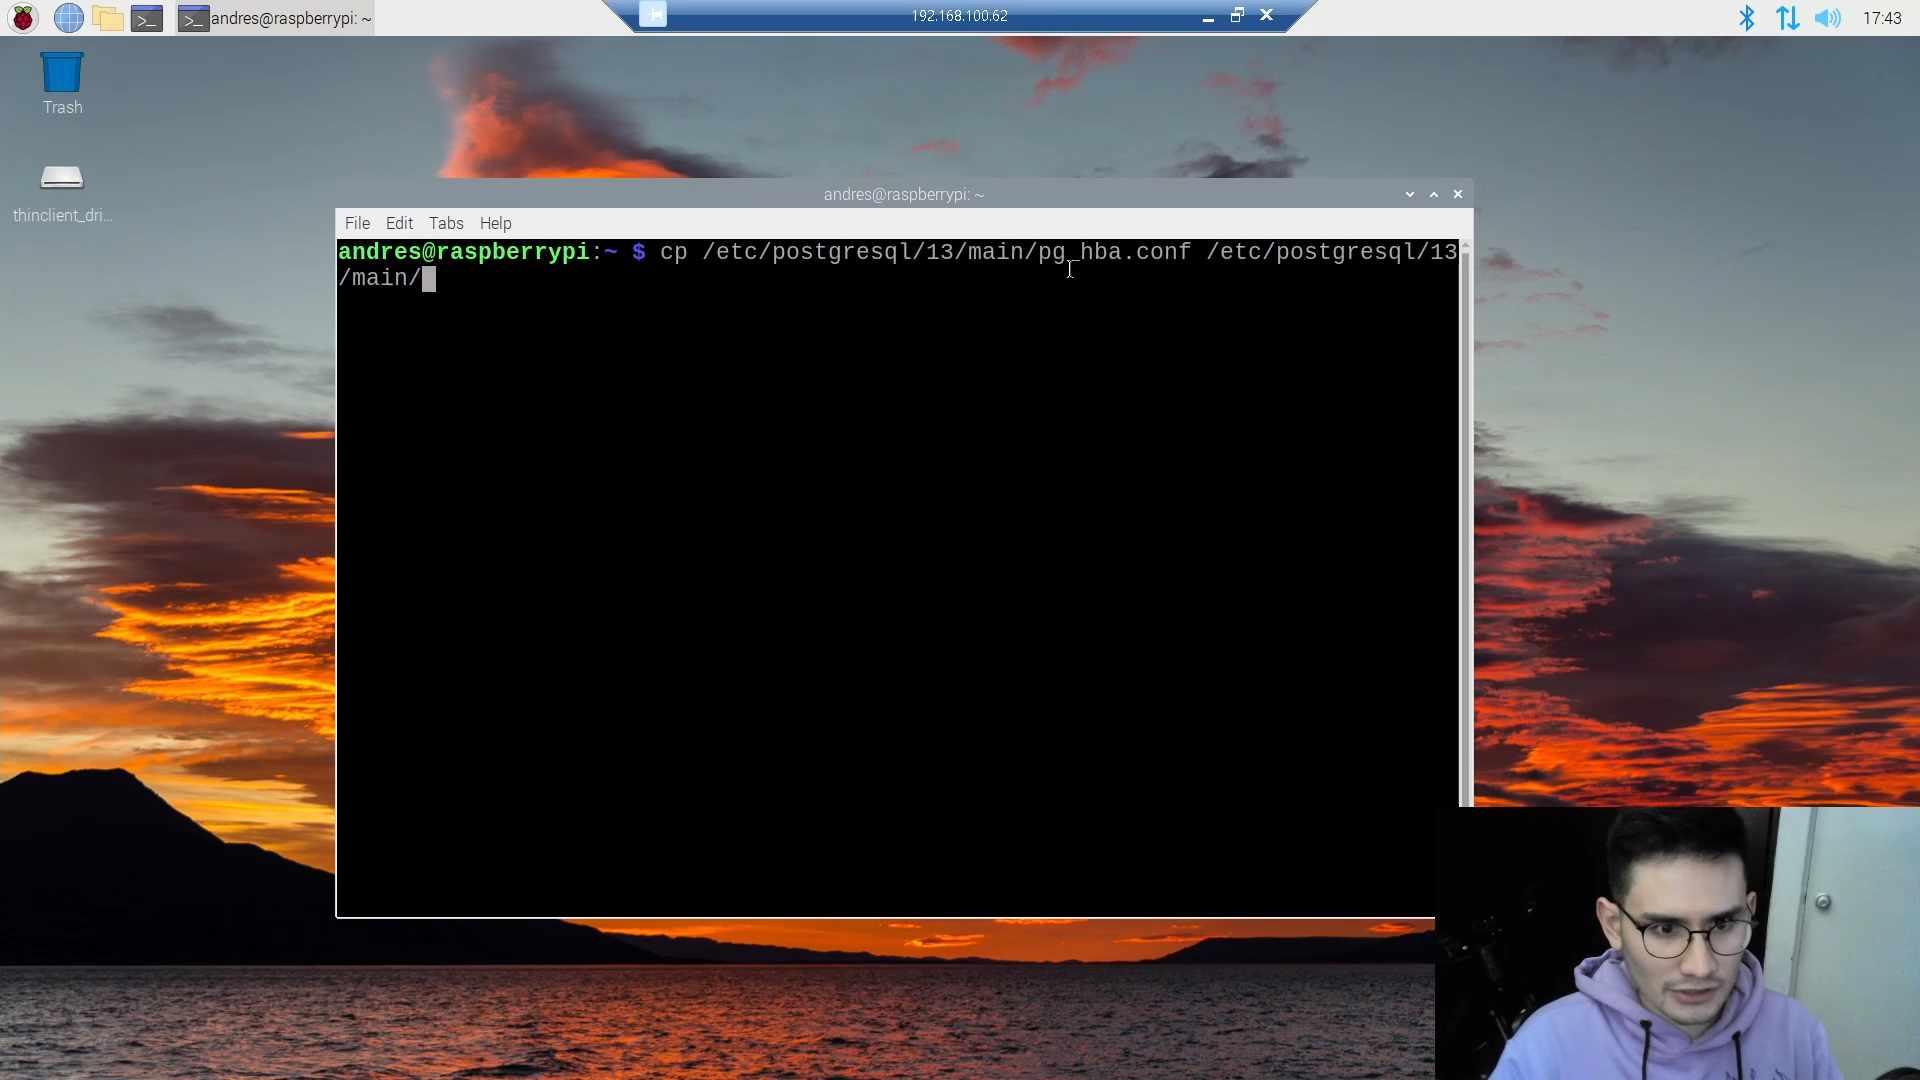 andres@raspberrypi: ~
192.168.100.62
17:43
Trash
thinclient_dri...
andres@raspberrypi: ~
File Edit Tabs Help
andres@raspberrypi:~ $ cp /etc/postgresql/13/main/pg_hba.conf /etc/postgresql/13
/main/